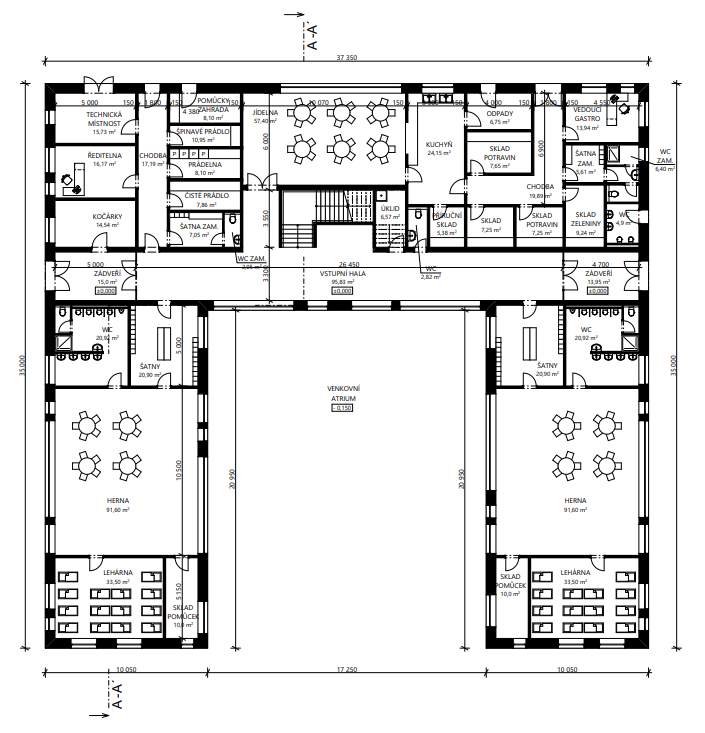 A -A´
37 350
5 000
150
1 800
150
4 380
150
10 070
150
4 000
150
1 800
150
4 550
POMŮCKY
ZAHRADA
8,10 m²
TECHNICKÁ
MÍSTNOST
15,73 m²
JÍDELNA
57,40 m²
ODPADY
6,75 m²
VEDOUCÍ
GASTRO
13,94 m²
ŠPINAVÉ PRÁDLO
10,95 m²
6 000
KUCHYŇ
24,15 m²
SKLAD
POTRAVIN
7,65 m²
6 900
ŘEDITELNA
16,17 m²
CHODBA
17,19 m²
P P P P
PRÁDELNA
8,10 m²
ŠATNA
ZAM.
5,61 m²
WC
ZAM.
6,40 m²
ČISTÉ PRÁDLO
7,86 m²
CHODBA
19,89 m²
KOČÁRKY
14,54 m²
ŠATNA ZAM.
7,05 m²
3 550
ÚKLID
6,57 m²
PŘÍRUČNÍ
SKLAD
5,38 m²
SKLAD
7,25 m²
SKLAD
POTRAVIN
7,25 m²
SKLAD
ZELENINY
9,24 m²
WC
4,9 m²
WC ZAM.
WC
2,82 m²
5 000
26 450
4 700
ZÁDVEŘÍ
15,0 m²
±0,000
3 300
VSTUPNÍ HALA
95,83 m²
±0,000
ZÁDVEŘÍ
13,95 m²
±0,000
WC
20,92 m²
5 000
ŠATNY
20,90 m²
ŠATNY
20,90 m²
WC
20,92 m²
35 000
35 000
VENKOVNÍ
ATRIUM
- 0,150
10 500
20 950
20 950
HERNA
91,60 m²
HERNA
91,60 m²
LEHÁRNA
33,50 m²
5 150
SKLAD
POMŮCEK
10,0 m²
SKLAD
POMŮCEK
10,0 m²
LEHÁRNA
33,50 m²
10 050
17 250
10 050
A -A´